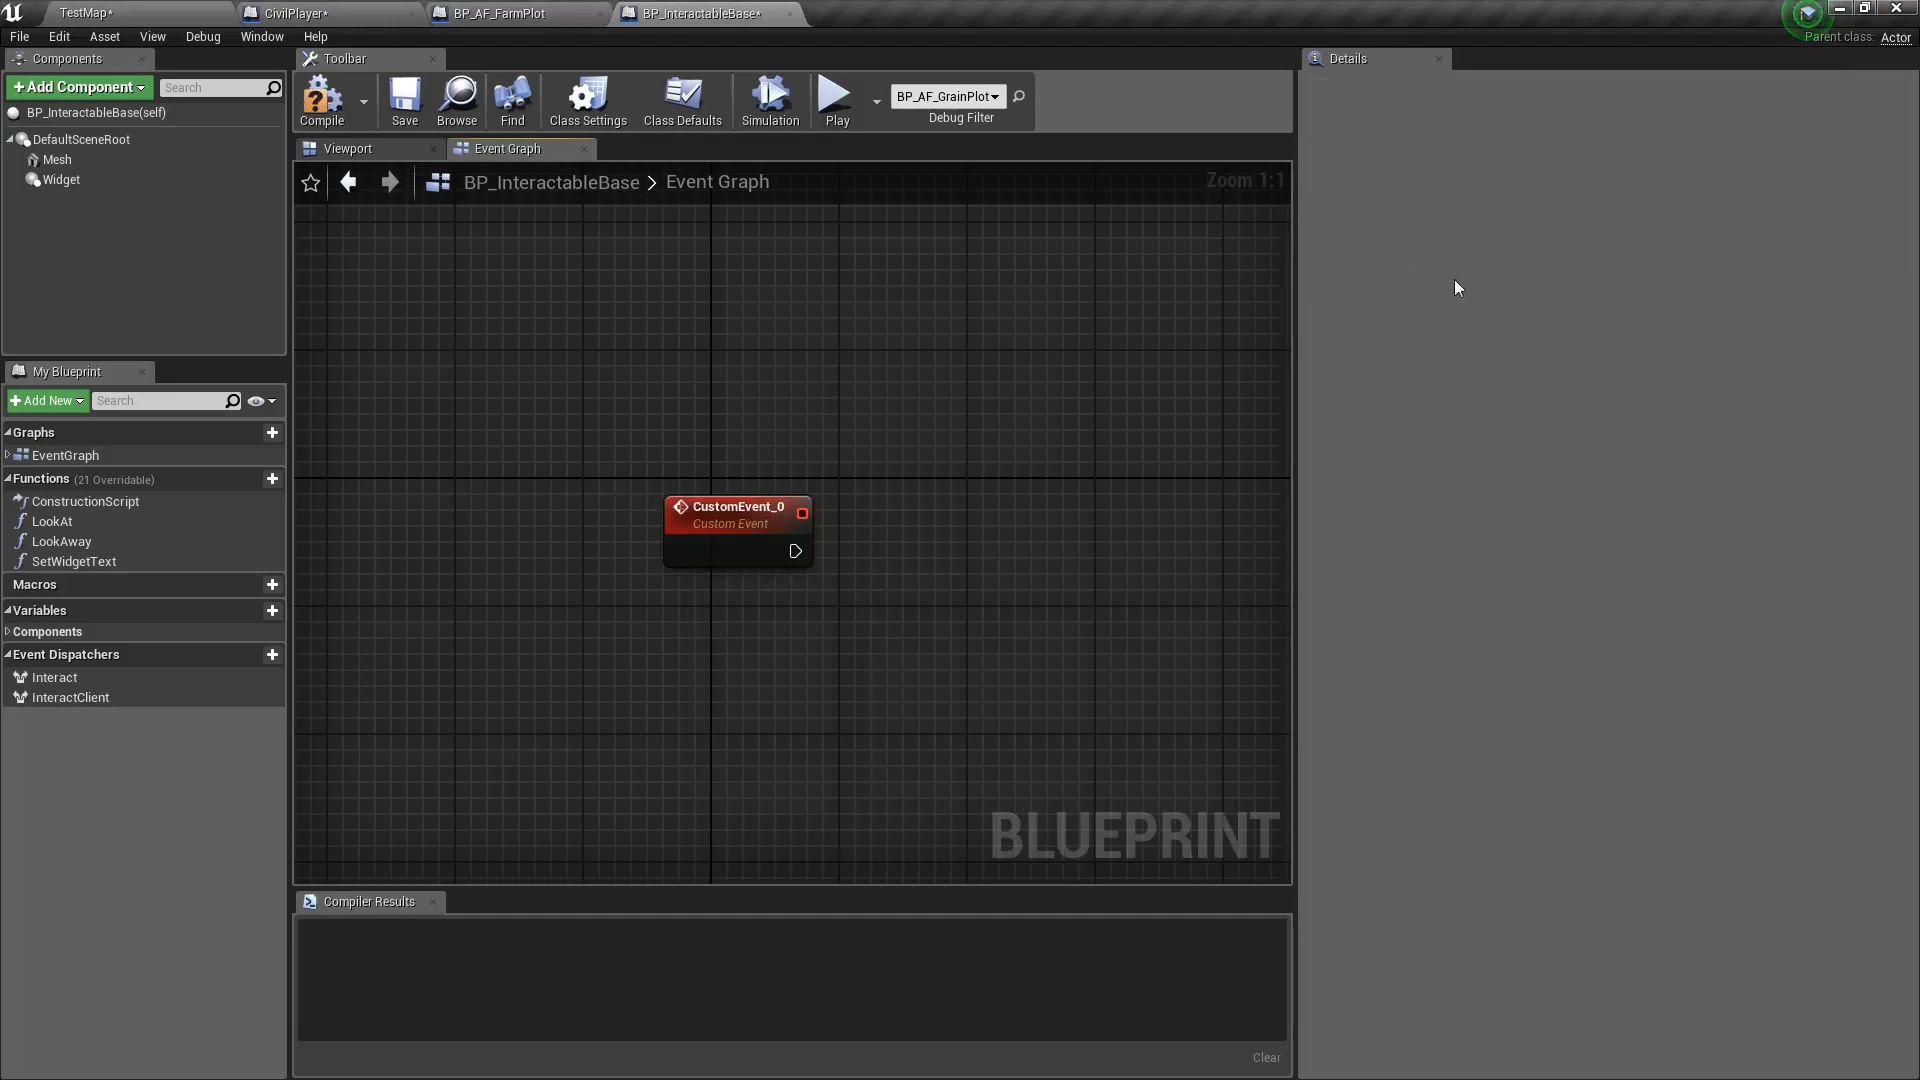 TestMap*
CivilPlayer*
BP_AF_FarmPlot
BP_InteractableBase*
File Edit Asset View Debug Window Help
Parent class: Actor
Components
+ Add Component
Search
BP_InteractableBase(self)
DefaultSceneRoot
Mesh
Widget
My Blueprint
+ Add New
Search
Graphs
EventGraph
Functions (21 Overridable)
ConstructionScript
LookAt
LookAway
SetWidgetText
Macros
Variables
Components
Event Dispatchers
Interact
InteractClient
Toolbar
Compile
Save
Browse
Find
Class Settings
Class Defaults
Simulation
Play
BP_AF_GrainPlot
Debug Filter
Viewport
Event Graph
BP_InteractableBase > Event Graph
Zoom 1:1
CustomEvent_0
Custom Event
BLUEPRINT
Compiler Results
Clear
Details